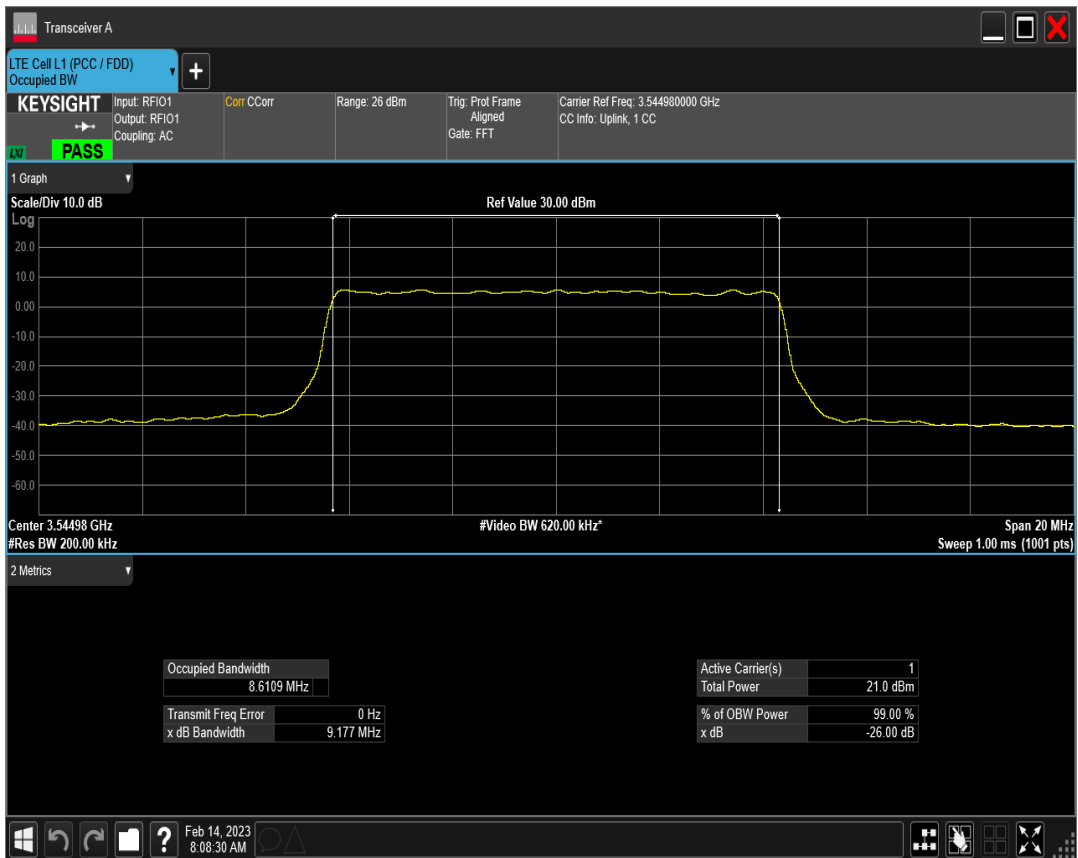 Transceiver A
LTE Cell L1 (PCC / FDD)
Occupied BW
+
KEYSIGHT
LXI
PASS
Input: RFIO1
Output: RFIO1
Coupling: AC
Corr CCorr
Range: 26 dBm
Trig: Prot Frame
Aligned
Gate: FFT
Carrier Ref Freq: 3.544980000 GHz
CC Info: Uplink, 1 CC
1 Graph
Scale/Div 10.0 dB
Ref Value 30.00 dBm
Log
20.0
10.0
0.00
-10.0
-20.0
-30.0
-40.0
-50.0
-60.0
Center 3.54498 GHz
#Video BW 620.00 kHz*
Span 20 MHz
#Res BW 200.00 kHz
Sweep 1.00 ms (1001 pts)
2 Metrics
Occupied Bandwidth
8.6109 MHz
Transmit Freq Error 0 Hz
x dB Bandwidth 9.177 MHz
Active Carrier(s) 1
Total Power 21.0 dBm
% of OBW Power 99.00 %
x dB -26.00 dB
?
Feb 14, 2023
8:08:30 AM